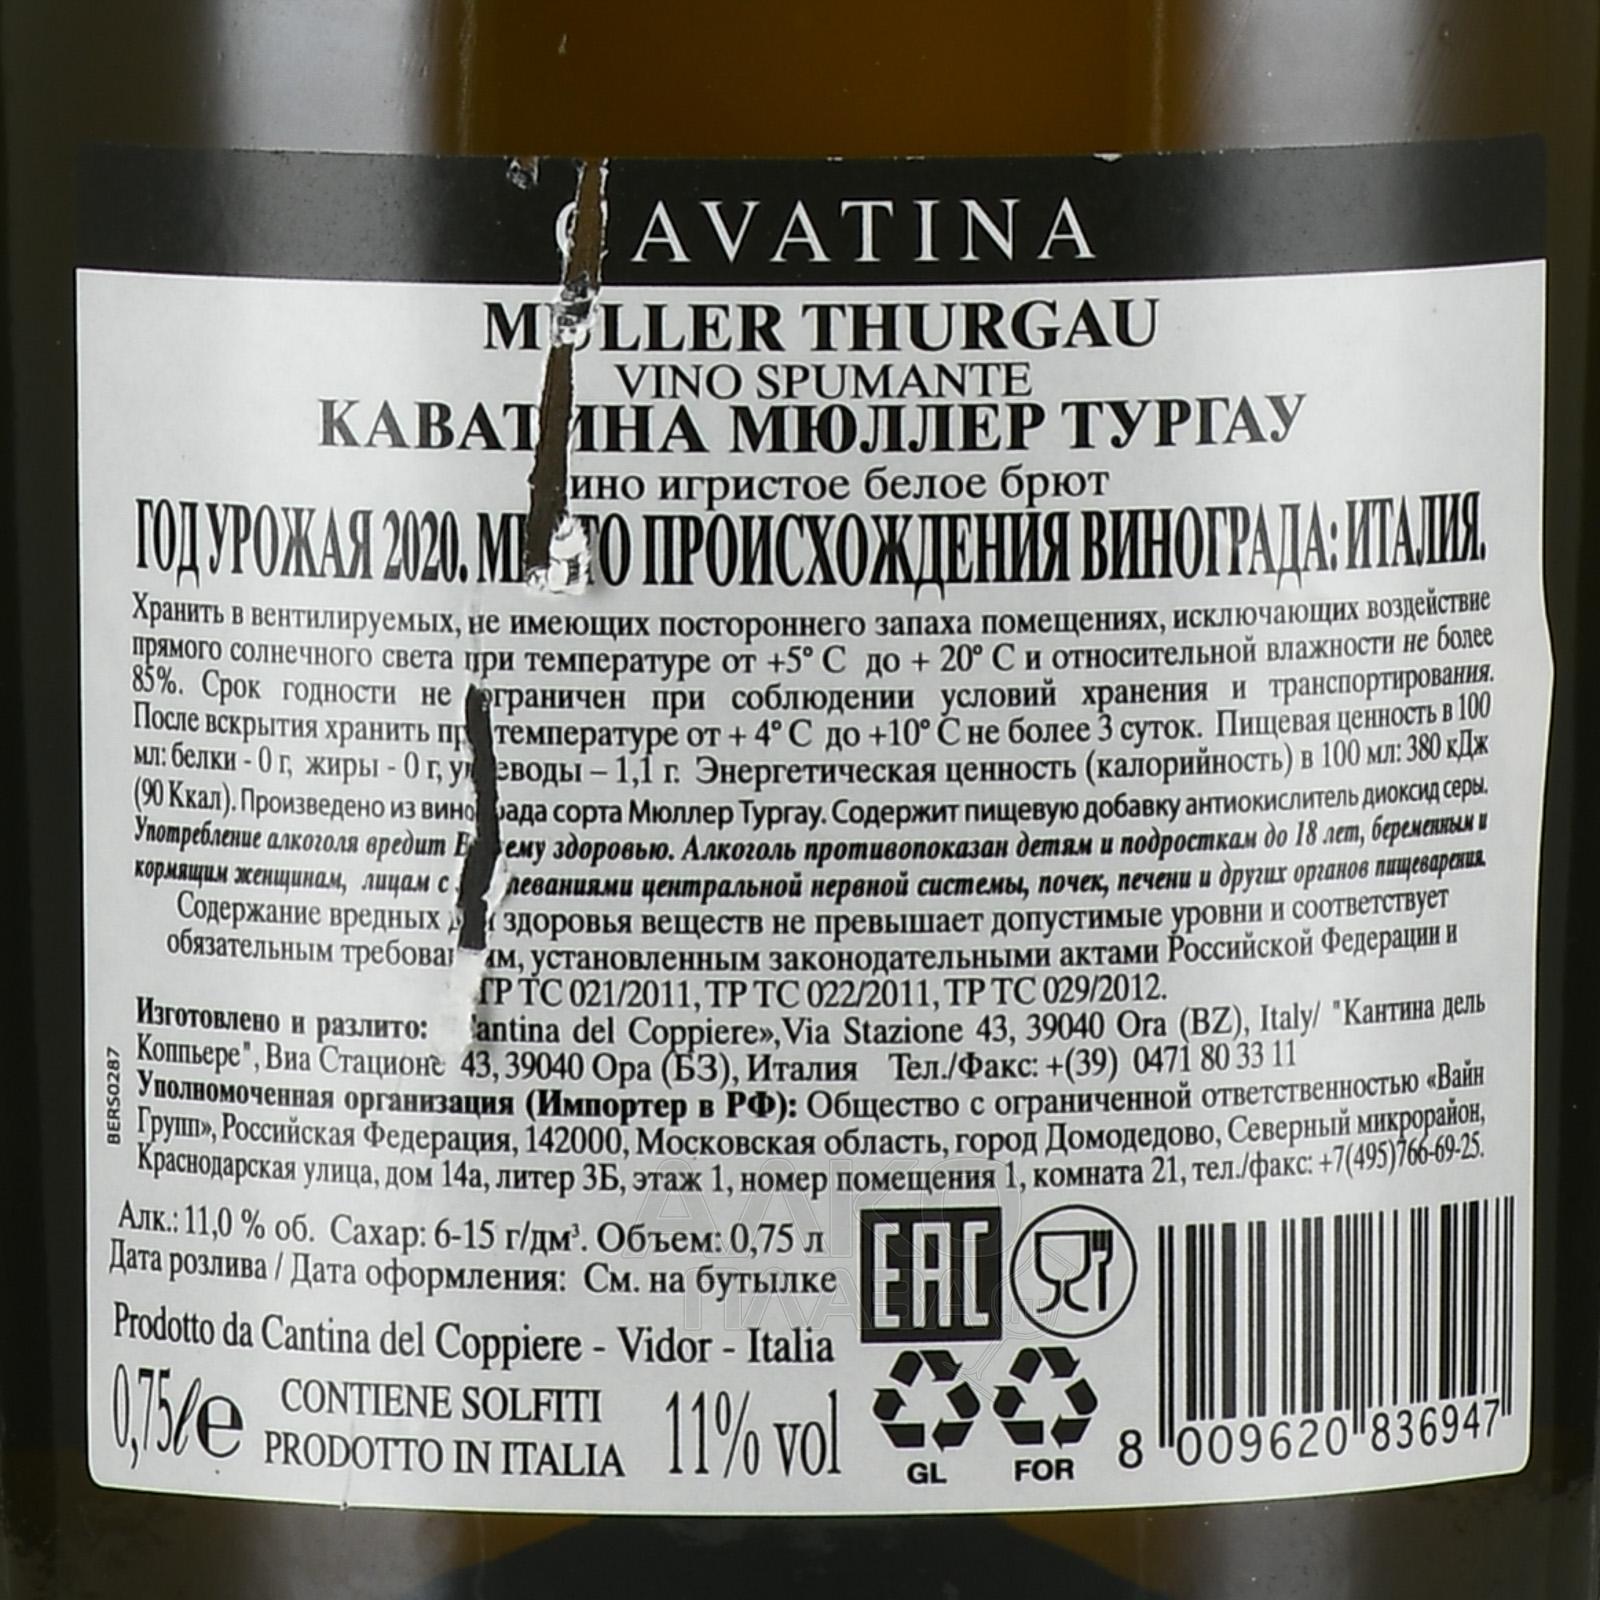 CAVATINA
MÜLLER THURGAU
VINO SPUMANTE
КАВАТИНА МЮЛЛЕР ТУРГАУ
ино игристое белое брют
ГОД УРОЖАЯ 2020. МЕСТО ПРОИСХОЖДЕНИЯ ВИНОГРАДА: ИТАЛИЯ.
Хранить в вентилируемых, не имеющих постороннего запаха помещениях, исключающих воздействие
прямого солнечного света при температуре от +5° С до + 20° С и относительной влажности не более
85%. Срок годности не ограничен при соблюдении условий хранения и транспортирования.
После вскрытия хранить при температуре от + 4° С до +10° С не более 3 суток. Пищевая ценность в 100
мл: белки - 0 г, жиры - 0 г, углеводы – 1,1 г. Энергетическая ценность (калорийность) в 100 мл: 380 кДж
(90 Ккал). Произведено из винограда сорта Мюллер Тургау. Содержит пищевую добавку антиокислитель диоксид серы.
Употребление алкоголя вредит Вашему здоровью. Алкоголь противопоказан детям и подросткам до 18 лет, беременным и
кормящим женщинам, лицам с заболеваниями центральной нервной системы, почек, печени и других органов пищеварения.
Содержание вредных для здоровья веществ не превышает допустимые уровни и соответствует
обязательным требованиям, установленным законодательными актами Российской Федерации и
ТР ТС 021/2011, ТР ТС 022/2011, ТР ТС 029/2012.
Изготовлено и разлито: «Cantina del Coppiere», Via Stazione 43, 39040 Ora (BZ), Italy/ "Кантина дель
Коппьере", Виа Стационе 43, 39040 Ора (БЗ), Италия Тел./Факс: +(39) 0471 80 33 11
Уполномоченная организация (Импортер в РФ): Общество с ограниченной ответственностью «Вайн
Групп», Российская Федерация, 142000, Московская область, город Домодедово, Северный микрорайон,
Краснодарская улица, дом 14а, литер 3Б, этаж 1, номер помещения 1, комната 21, тел./факс: +7(495)766-69-25.
BERSO287
Алк.: 11,0 % об. Сахар: 6-15 г/дм³. Объем: 0,75 л
Дата розлива / Дата оформления: См. на бутылке
Prodotto da Cantina del Coppiere - Vidor - Italia
0,75ℓ e
CONTIENE SOLFITI
PRODOTTO IN ITALIA
11% vol
EAC
GL
FOR
8 009620 836947
АЛКО
ПЛАВА.ru